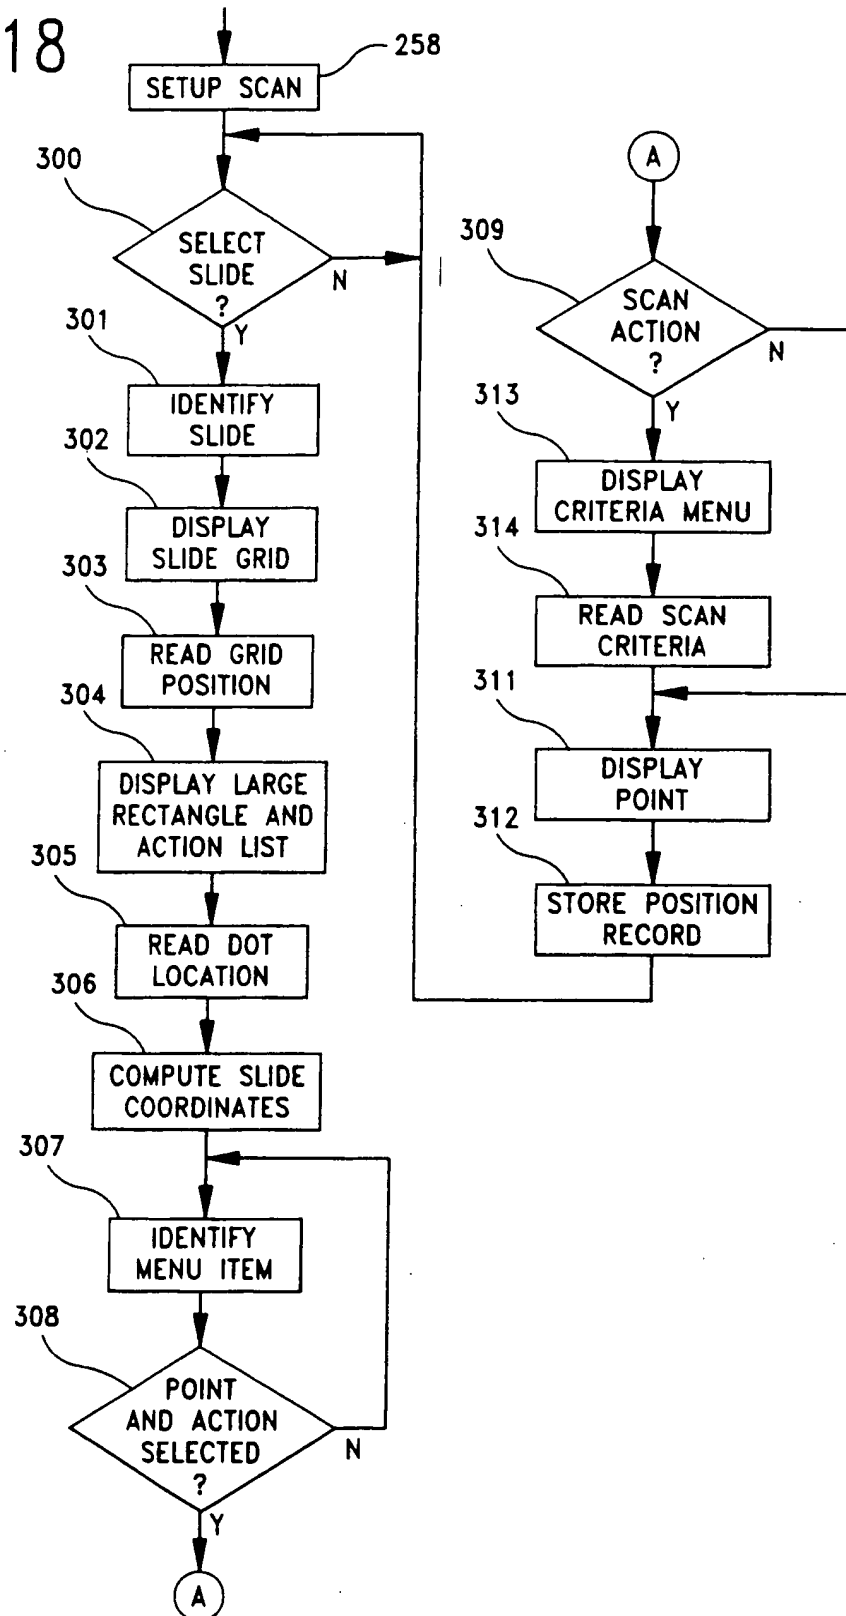 18
258
SETUP SCAN
300
SELECT
SLIDE
?
N
Y
301
IDENTIFY
SLIDE
302
DISPLAY
SLIDE GRID
303
READ GRID
POSITION
304
DISPLAY LARGE
RECTANGLE AND
ACTION LIST
305
READ DOT
LOCATION
306
COMPUTE SLIDE
COORDINATES
307
IDENTIFY
MENU ITEM
308
POINT
AND ACTION
SELECTED
?
N
Y
A
A
309
SCAN
ACTION
?
N
Y
313
DISPLAY
CRITERIA MENU
314
READ SCAN
CRITERIA
311
DISPLAY
POINT
312
STORE POSITION
RECORD